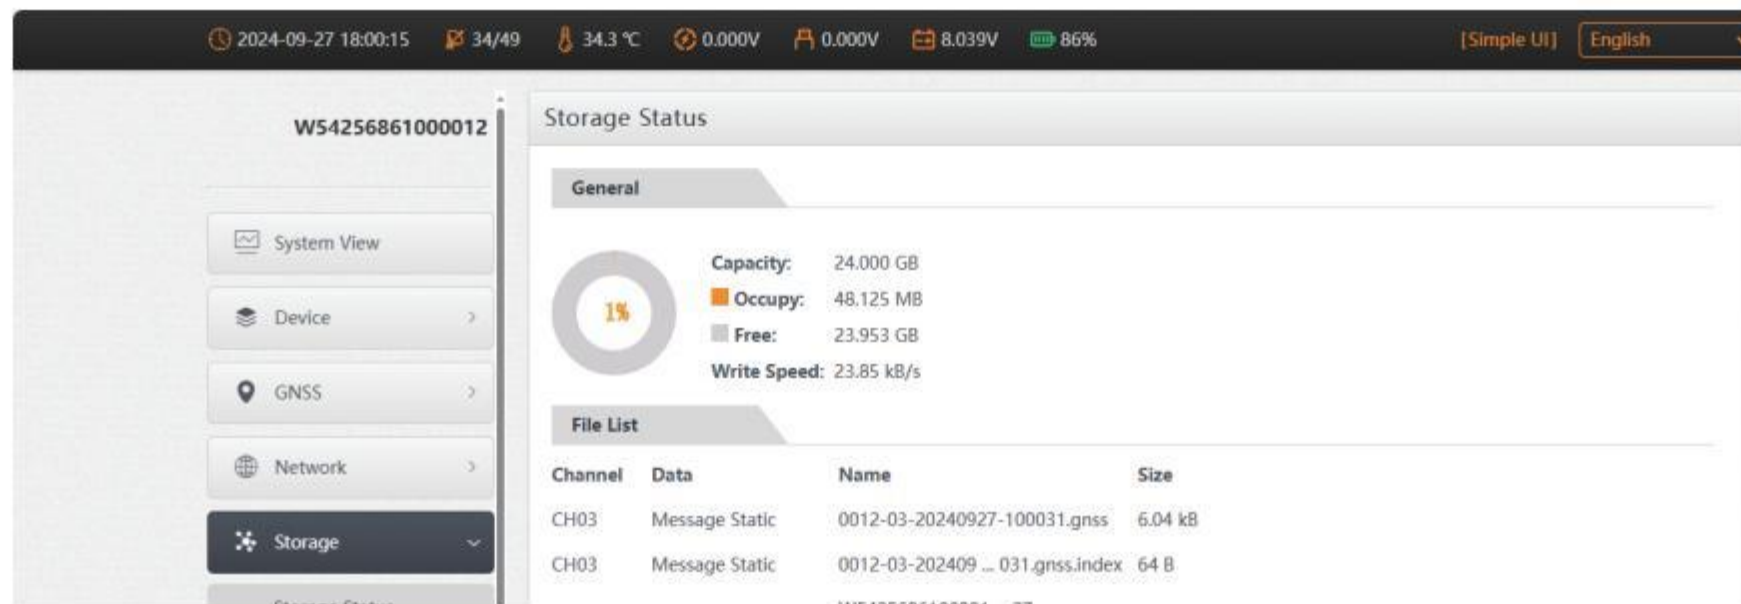 2024-09-27 18:00:15 34/49 34.3 ℃ 0.000V 0.000V 8.039V 86% [Simple UI] English
W54256861000012
System View
Device
GNSS
Network
Storage
Storage Status
Storage Status
General
1%
Capacity: 24.000 GB
Occupy: 48.125 MB
Free: 23.953 GB
Write Speed: 23.85 kB/s
File List
Channel Data Name Size
CH03 Message Static 0012-03-20240927-100031.gnss 6.04 kB
CH03 Message Static 0012-03-202409 ... 031.gnss.index 64 B